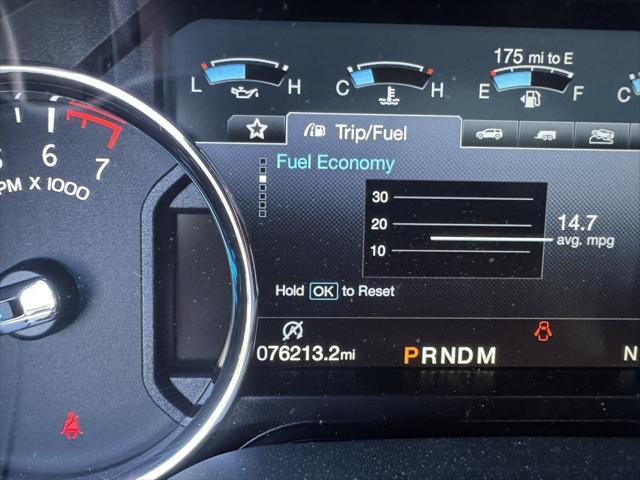 175 mi to E
L H C H E F C
Trip/Fuel
Fuel Economy
30
20
10
14.7
avg. mpg
Hold OK to Reset
076213.2mi
PRNDM
N
6
7
PM X 1000